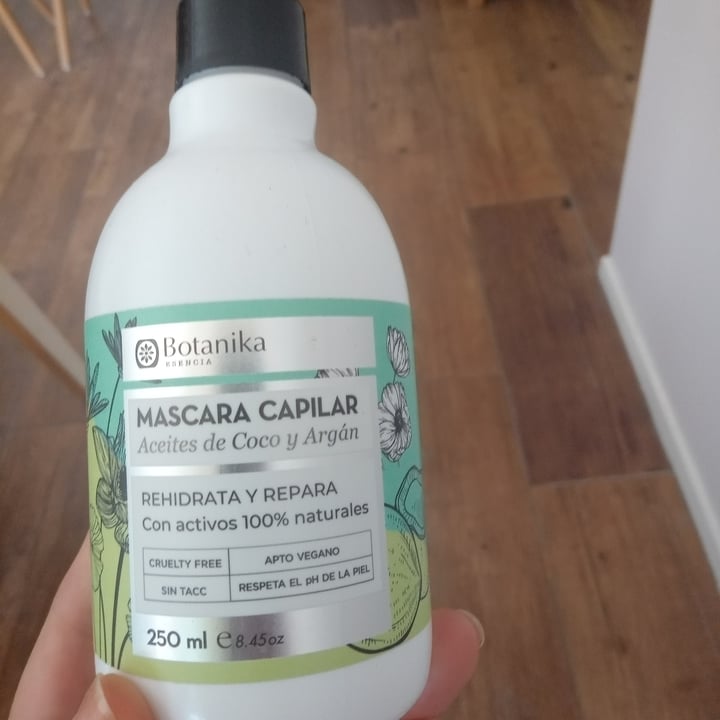 Botanika
ESENCIA
MASCARA CAPILAR
Aceites de Coco y Argán
REHIDRATA Y REPARA
Con activos 100% naturales
CRUELTY FREE
APTO VEGANO
SIN TACC
RESPETA EL pH DE LA PIEL
250 ml e 8.45oz